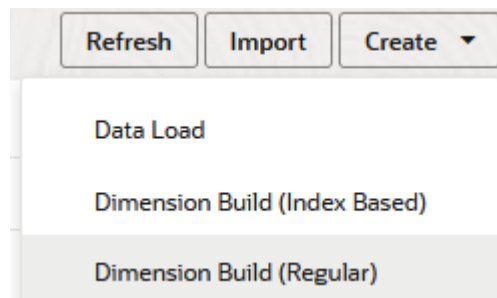 Refresh Import Create
Data Load
Dimension Build (Index Based)
Dimension Build (Regular)